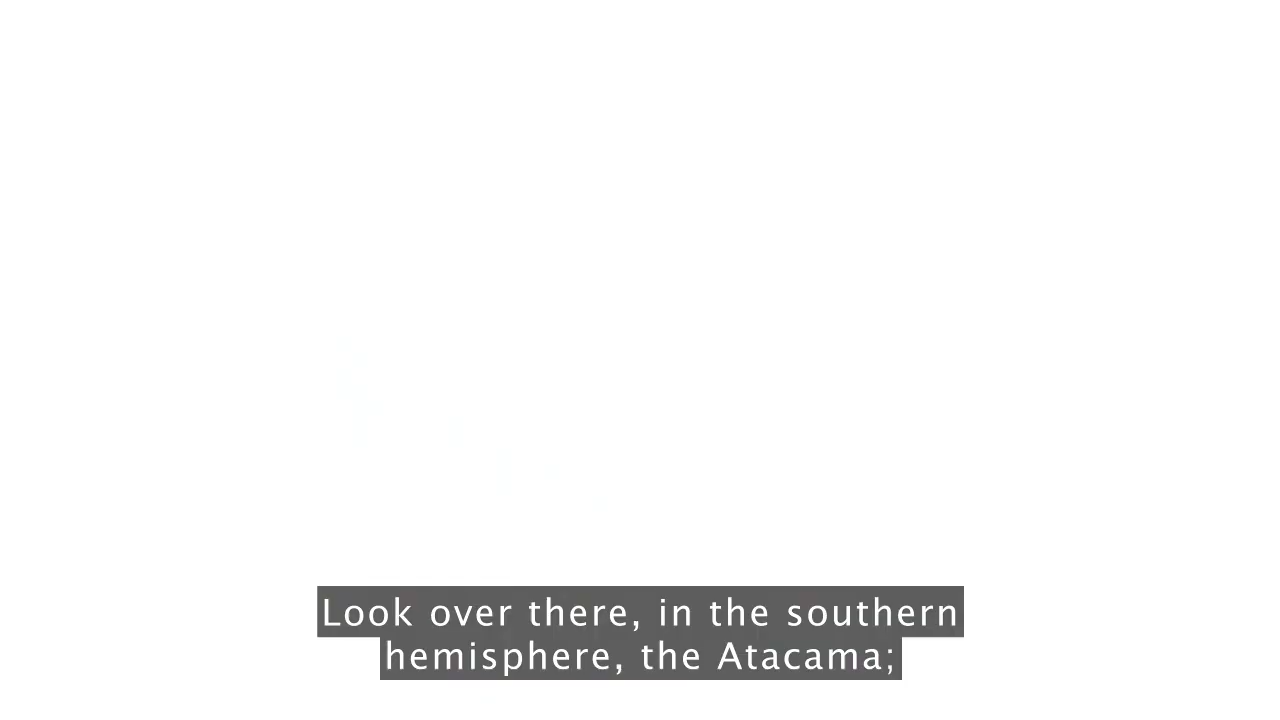 Look over there, in the southern
hemisphere, the Atacama;